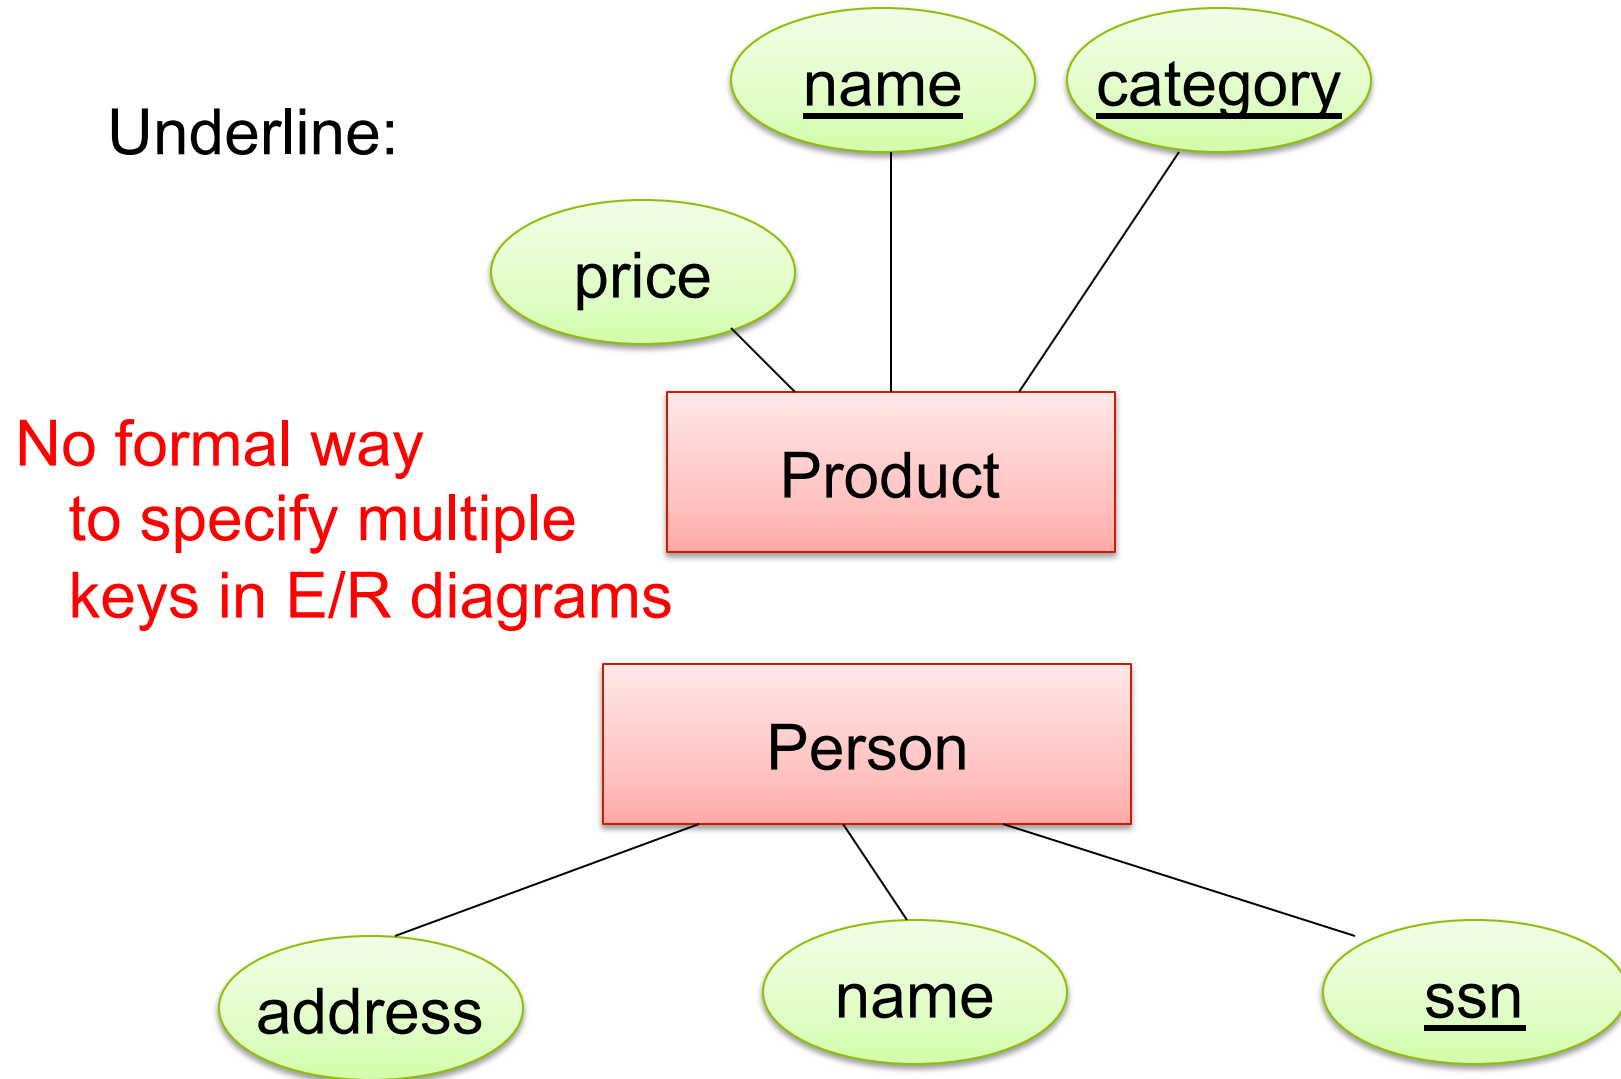 name
category
Underline:
price
No formal way
to specify multiple
keys in E/R diagrams
Product
Person
address
name
ssn